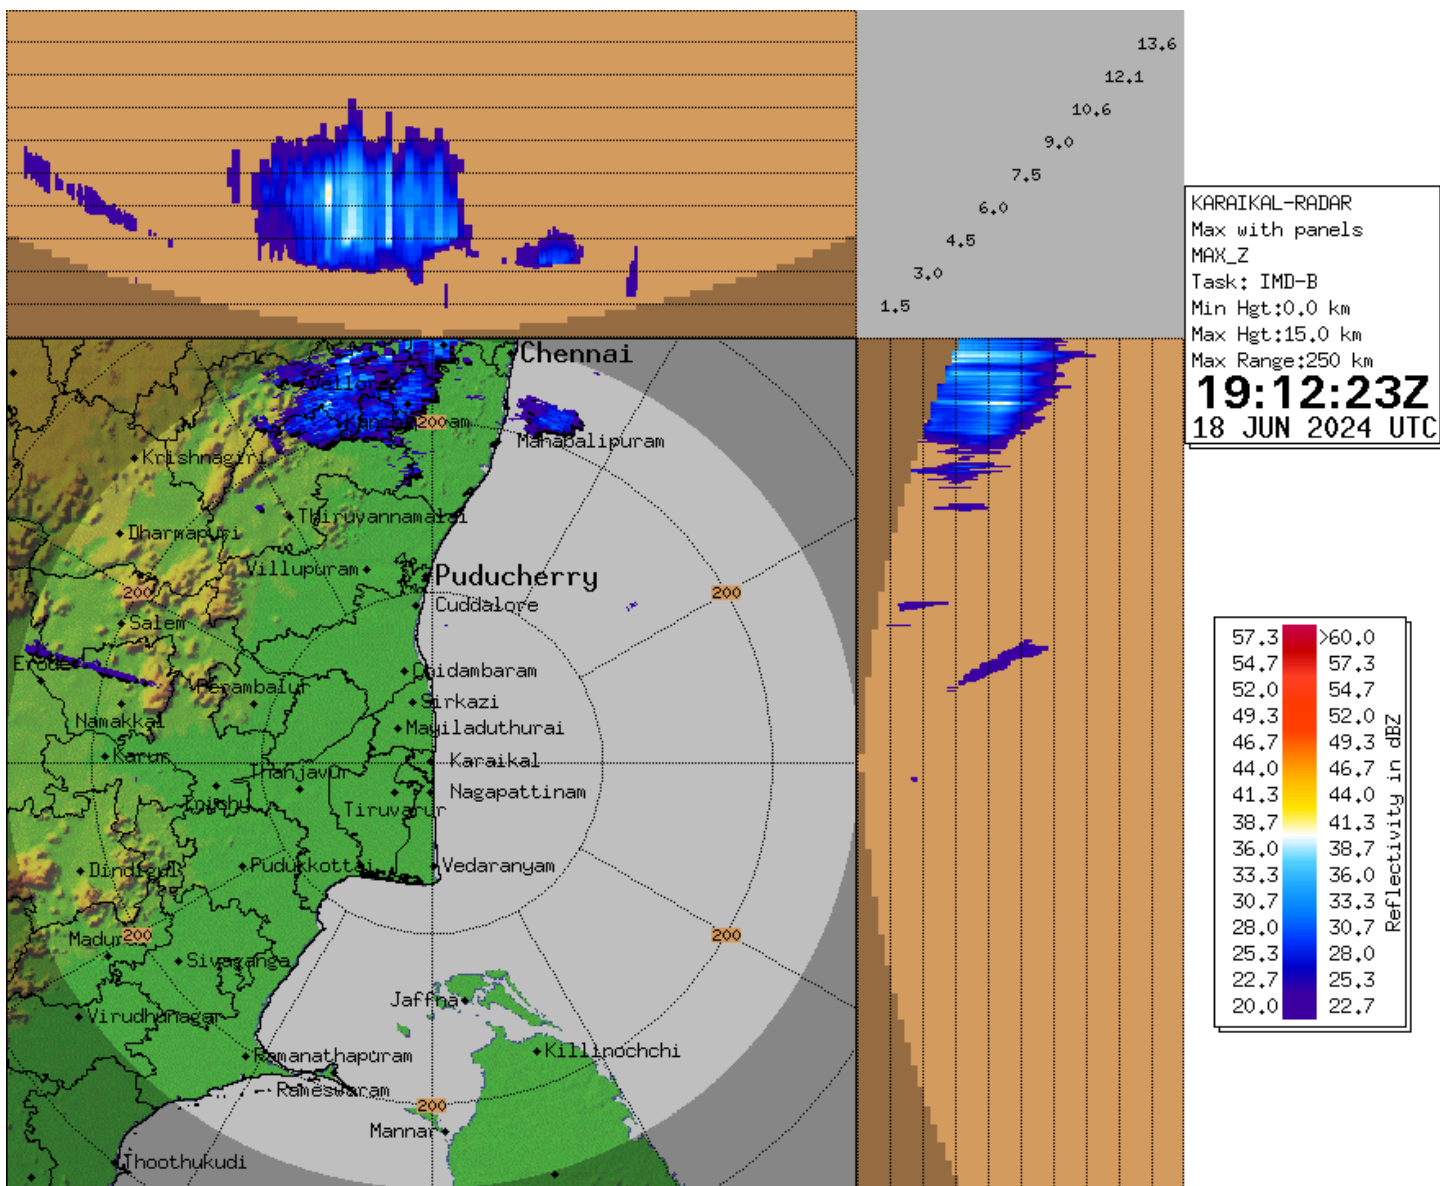 13.6
12.1
10.6
9.0
7.5
6.0
4.5
3.0
1.5
KARAIKAL-RADAR
Max with panels
MAX_Z
Task: IMD-B
Min Hgt:0.0 km
Max Hgt:15.0 km
Max Range:250 km
19:12:23Z
18 JUN 2024 UTC
Chennai
Vellore
200
Mahabalipuram
Krishnagiri
Thiruvannamalai
Dharmapuri
Villupuram
Puducherry
200
200
Cuddalore
Salem
Erode
Chidambaram
Perambalur
Sirkazi
Namakkal
Mayiladuthurai
Karur
Karaikal
Thanjavur
Nagapattinam
Tiruvarur
Dindigul
Pudukkottai
Vedaranyam
200
200
Sivaganga
Jaffna
Virudhunagar
Ramanathapuram
Killinochchi
Rameswaram
200
Mannar
Thoothukudi
57.3 >60.0
54.7 57.3
52.0 54.7
49.3 52.0
46.7 49.3
44.0 46.7
41.3 44.0
38.7 41.3
36.0 38.7
33.3 36.0
30.7 33.3
28.0 30.7
25.3 28.0
22.7 25.3
20.0 22.7
Reflectivity in dBZ